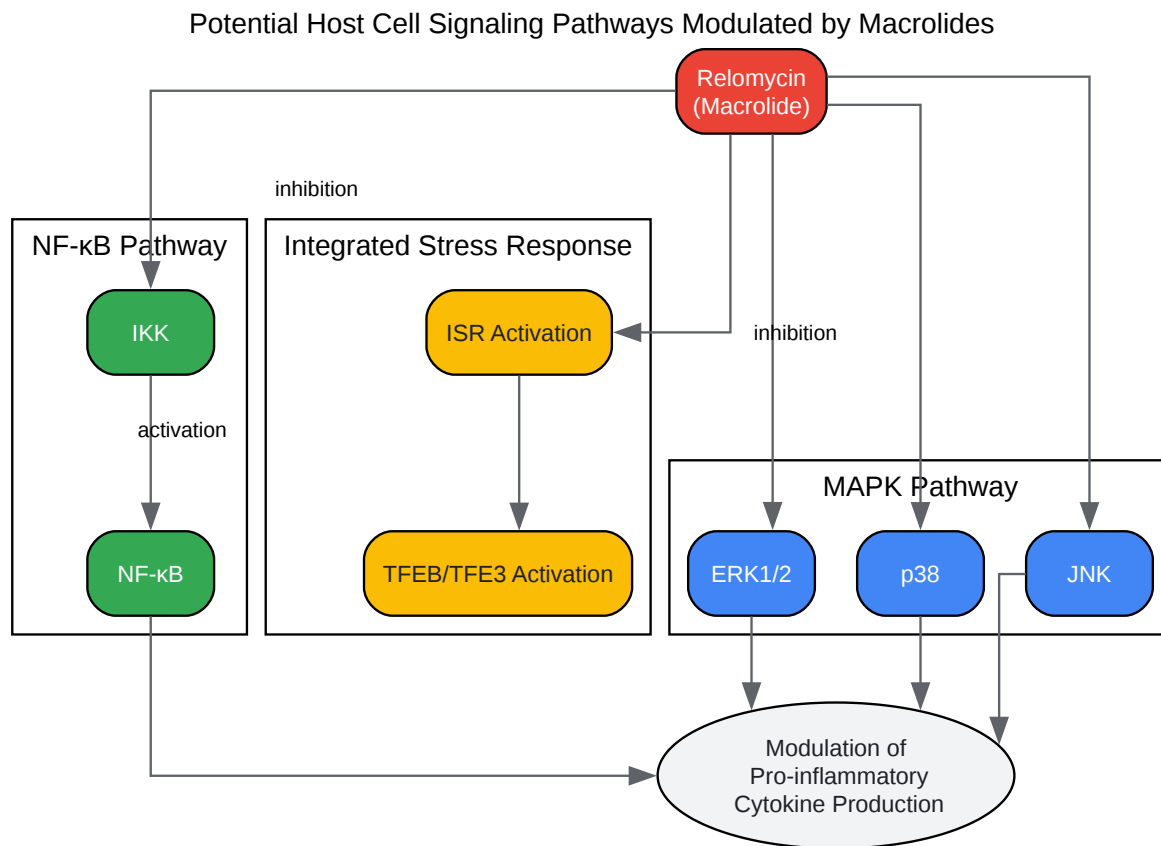 Potential Host Cell Signaling Pathways Modulated by Macrolides
Relomycin
(Macrolide)
inhibition
NF-κB Pathway
Integrated Stress Response
IKK
ISR Activation
inhibition
activation
MAPK Pathway
NF-κB
TFEB/TFE3 Activation
ERK1/2
p38
JNK
Modulation of
Pro-inflammatory
Cytokine Production